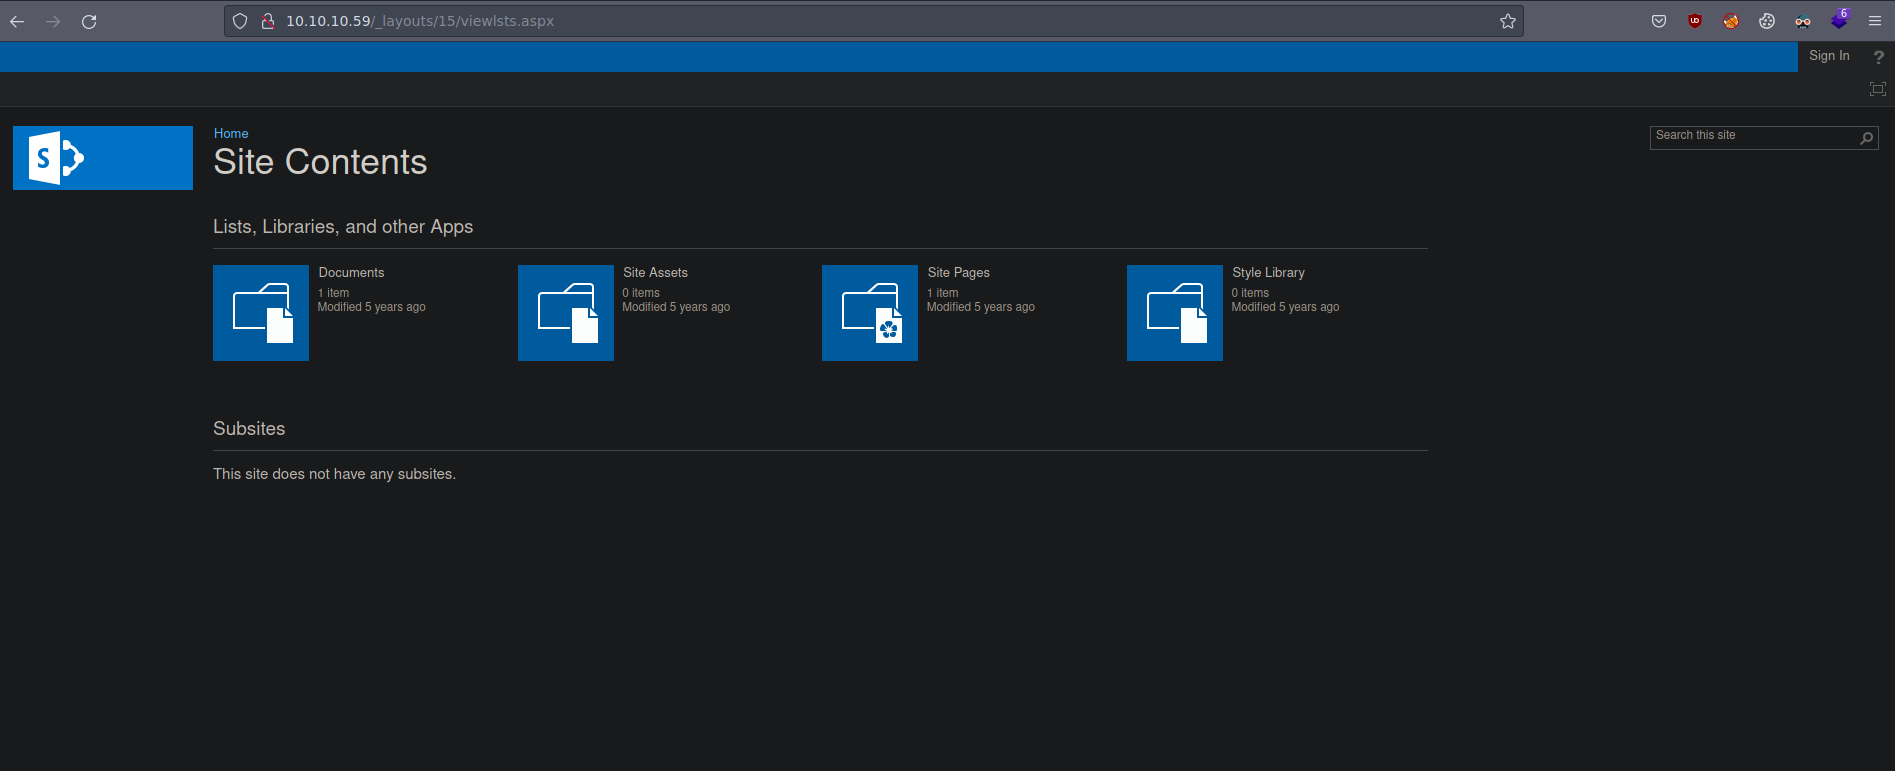 10.10.10.59/_layouts/15/viewlsts.aspx
6
Sign In
?
S
Home
Site Contents
Search this site
Lists, Libraries, and other Apps
Documents
1 item
Modified 5 years ago
Site Assets
0 items
Modified 5 years ago
Site Pages
1 item
Modified 5 years ago
Style Library
0 items
Modified 5 years ago
Subsites
This site does not have any subsites.